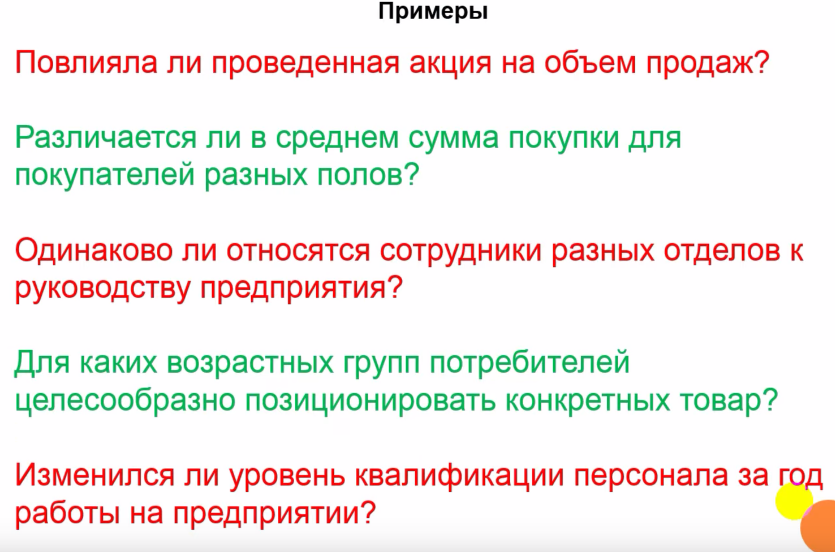 Примеры
Повлияла ли проведенная акция на объем продаж?
Различается ли в среднем сумма покупки для
покупателей разных полов?
Одинаково ли относятся сотрудники разных отделов к
руководству предприятия?
Для каких возрастных групп потребителей
целесообразно позиционировать конкретных товар?
Изменился ли уровень квалификации персонала за год
работы на предприятии?